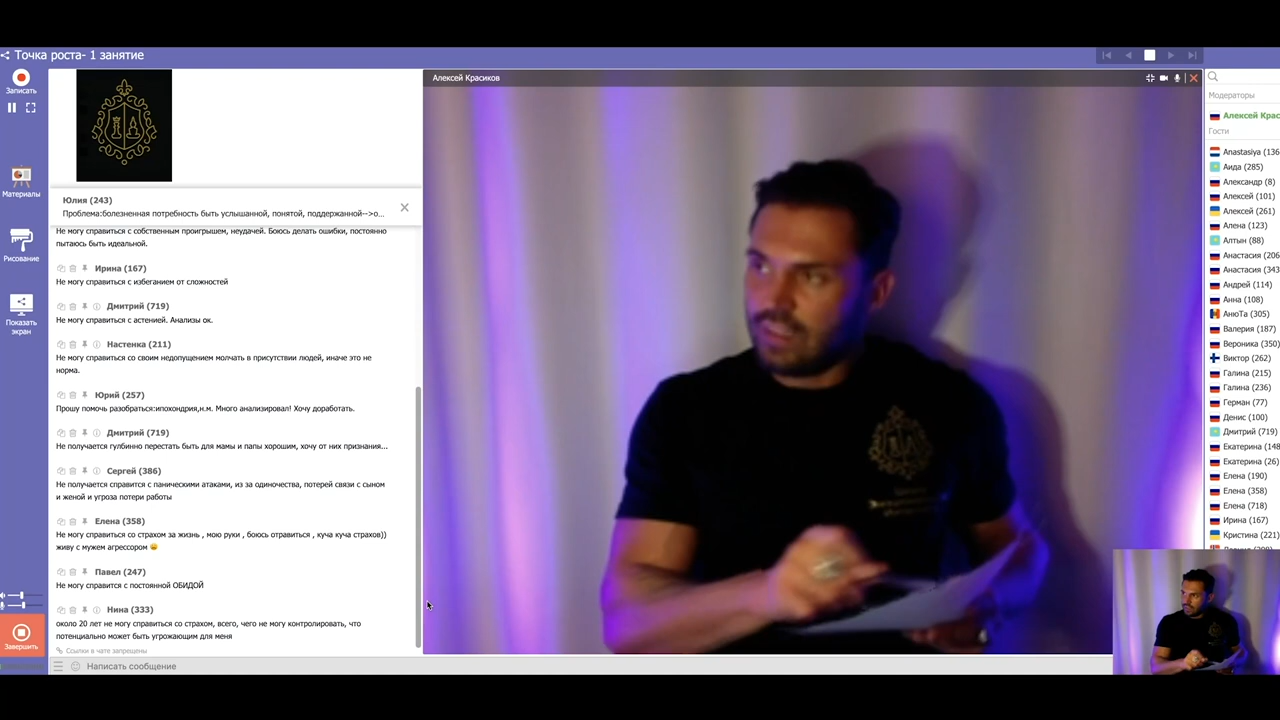 Точка роста- 1 занятие
Записать
Материалы
Рисование
Показать
экран
Завершить
Юлия (243)
Проблема:болезненная потребность быть услышанной, понятой, поддержанной-->о...
Не могу справиться с собственным проигрышем, неудачей. Боюсь делать ошибки, постоянно
пытаюсь быть идеальной.
Ирина (167)
Не могу справиться с избеганием от сложностей
Дмитрий (719)
Не могу справиться с астенией. Анализы ок.
Настенка (211)
Не могу справиться со своим недопущением молчать в присутствии людей, иначе это не
норма.
Юрий (257)
Прошу помочь разобраться:ипохондрия,н.м. Много анализировал! Хочу доработать.
Дмитрий (719)
Не получается гулбинно перестать быть для мамы и папы хорошим, хочу от них признания...
Сергей (386)
Не получается справится с паническими атаками, из за одиночества, потерей связи с сыном
и женой и угроза потери работы
Елена (358)
Не могу справиться со страхом за жизнь , мою руки , боюсь отравиться , куча куча страхов))
живу с мужем агрессором
Павел (247)
Не могу справится с постоянной ОБИДОЙ
Нина (333)
около 20 лет не могу справиться со страхом, всего, чего не могу контролировать, что
потенциально может быть угрожающим для меня
Ссылки в чате запрещены
Написать сообщение
Алексей Красиков
Модераторы
Алексей Крас
Гости
Anastasiya (136
Аида (285)
Александр (8)
Алексей (101)
Алексей (261)
Алена (123)
Алтын (88)
Анастасия (206
Анастасия (343
Андрей (114)
Анна (108)
АнюТа (305)
Валерия (187)
Вероника (350)
Виктор (262)
Галина (215)
Галина (236)
Герман (77)
Денис (100)
Дмитрий (719)
Екатерина (148
Екатерина (26)
Елена (190)
Елена (358)
Елена (718)
Ирина (167)
Кристина (221)